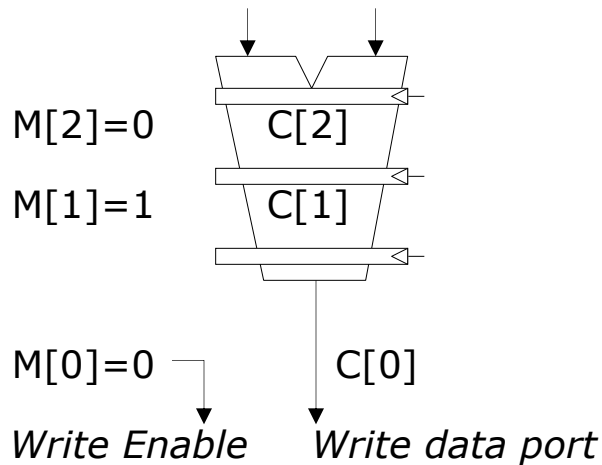 M[2]=0 C[2]
M[1]=1 C[1]
M[0]=0 C[0]
Write Enable Write data port